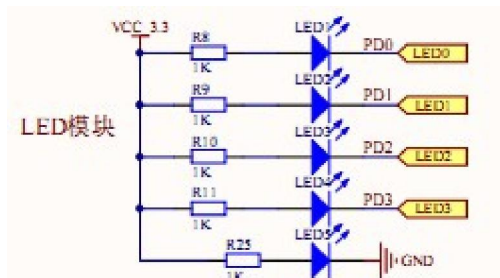 VCC_3.3
R8
1K
LED1
PD0
LED0
R9
1K
LED2
PD1
LED1
LED模块
R10
1K
LED3
PD2
LED2
R11
1K
LED4
PD3
LED3
R25
1K
LED5
GND